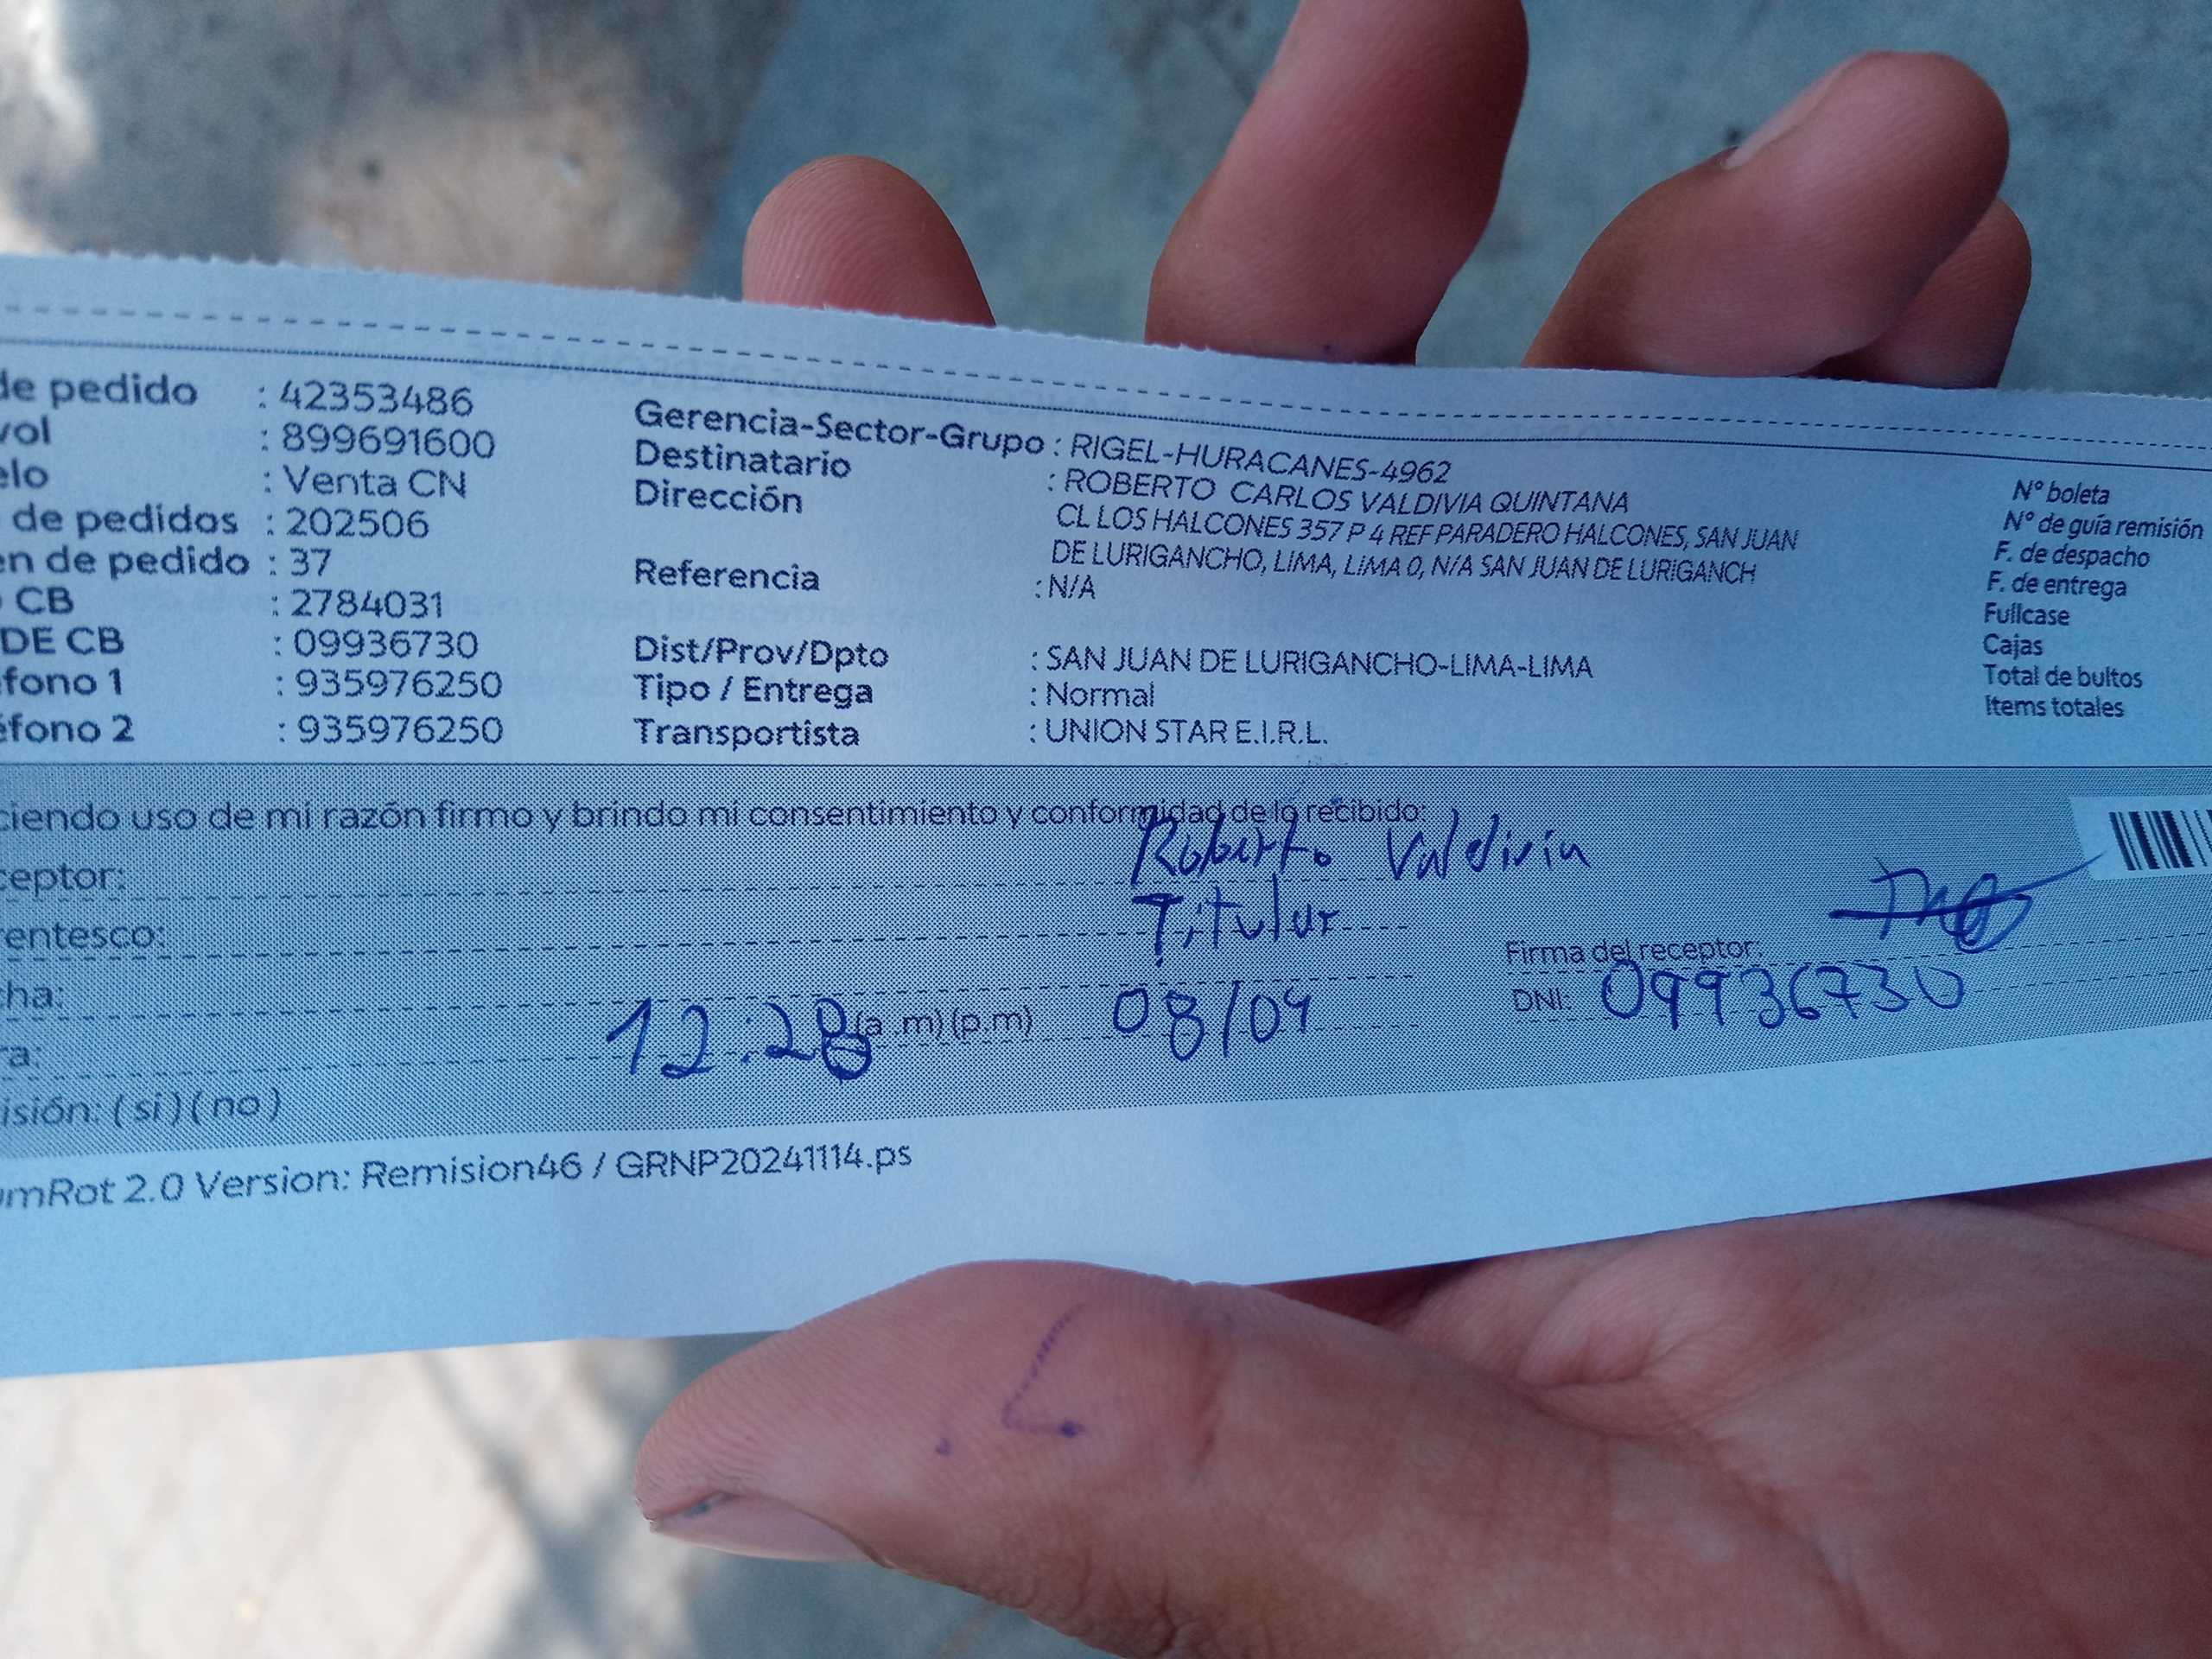 de pedido : 42353486
vol : 899691600
elo : Venta CN
de pedidos : 202506
en de pedido : 37
CB : 2784031
DE CB : 09936730
fono 1 : 935976250
éfono 2 : 935976250
Gerencia-Sector-Grupo : RIGEL-HURACANES-4962
Destinatario : ROBERTO CARLOS VALDIVIA QUINTANA
Dirección CL LOS HALCONES 357 P 4 REF PARADERO HALCONES, SAN JUAN
DE LURIGANCHO, LIMA, LIMA 0, N/A SAN JUAN DE LURIGANCH
Referencia : N/A
Dist/Prov/Dpto : SAN JUAN DE LURIGANCHO-LIMA-LIMA
Tipo / Entrega : Normal
Transportista : UNION STAR E.I.R.L.
N° boleta
N° de guía remisión
F. de despacho
F. de entrega
Fullcase
Cajas
Total de bultos
Items totales
ciendo uso de mi razón firmo y brindo mi consentimiento y conformidad de lo recibido:
ceptor: Roberto Valdivia
rentesco: Titular
cha: 08/04
ra: 12:28 (a .m) (p.m)
Firma del receptor:
DNI: 09936730
isión: (si) (no)
mRot 2.0 Version: Remision46 / GRNP20241114.ps